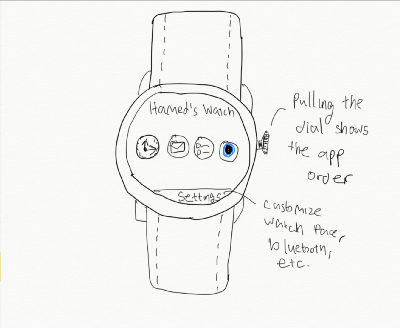 Hamed's Watch
Pulling the
dial shows
the app
order
Settings
Customize
Watch Face,
bluetooth,
etc.